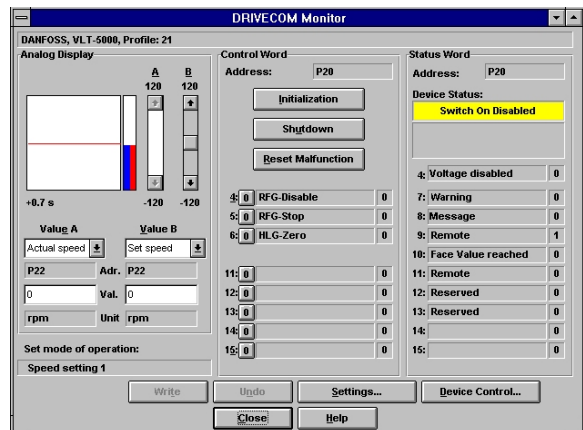 DRIVECOM Monitor
DANFOSS, VLT-5000, Profile: 21
Analog Display
A B
120 120
+0.7 s -120 -120
Value A Value B
Actual speed Set speed
P22 Adr. P22
0 Val. 0
rpm Unit rpm
Set mode of operation:
Speed setting 1
Control Word
Address: P20
Initialization
Shutdown
Reset Malfunction
4: 0 RFG-Disable 0
5: 0 RFG-Stop 0
6: 0 HLG-Zero 0
11: 0 0
12: 0 0
13: 0 0
14: 0 0
15: 0 0
Status Word
Address: P20
Device Status:
Switch On Disabled
4: Voltage disabled 0
7: Warning 0
8: Message 0
9: Remote 1
10: Face Value reached 0
11: Remote 0
12: Reserved 0
13: Reserved 0
14: 0
15: 0
Write Undo Settings... Device Control...
Close Help